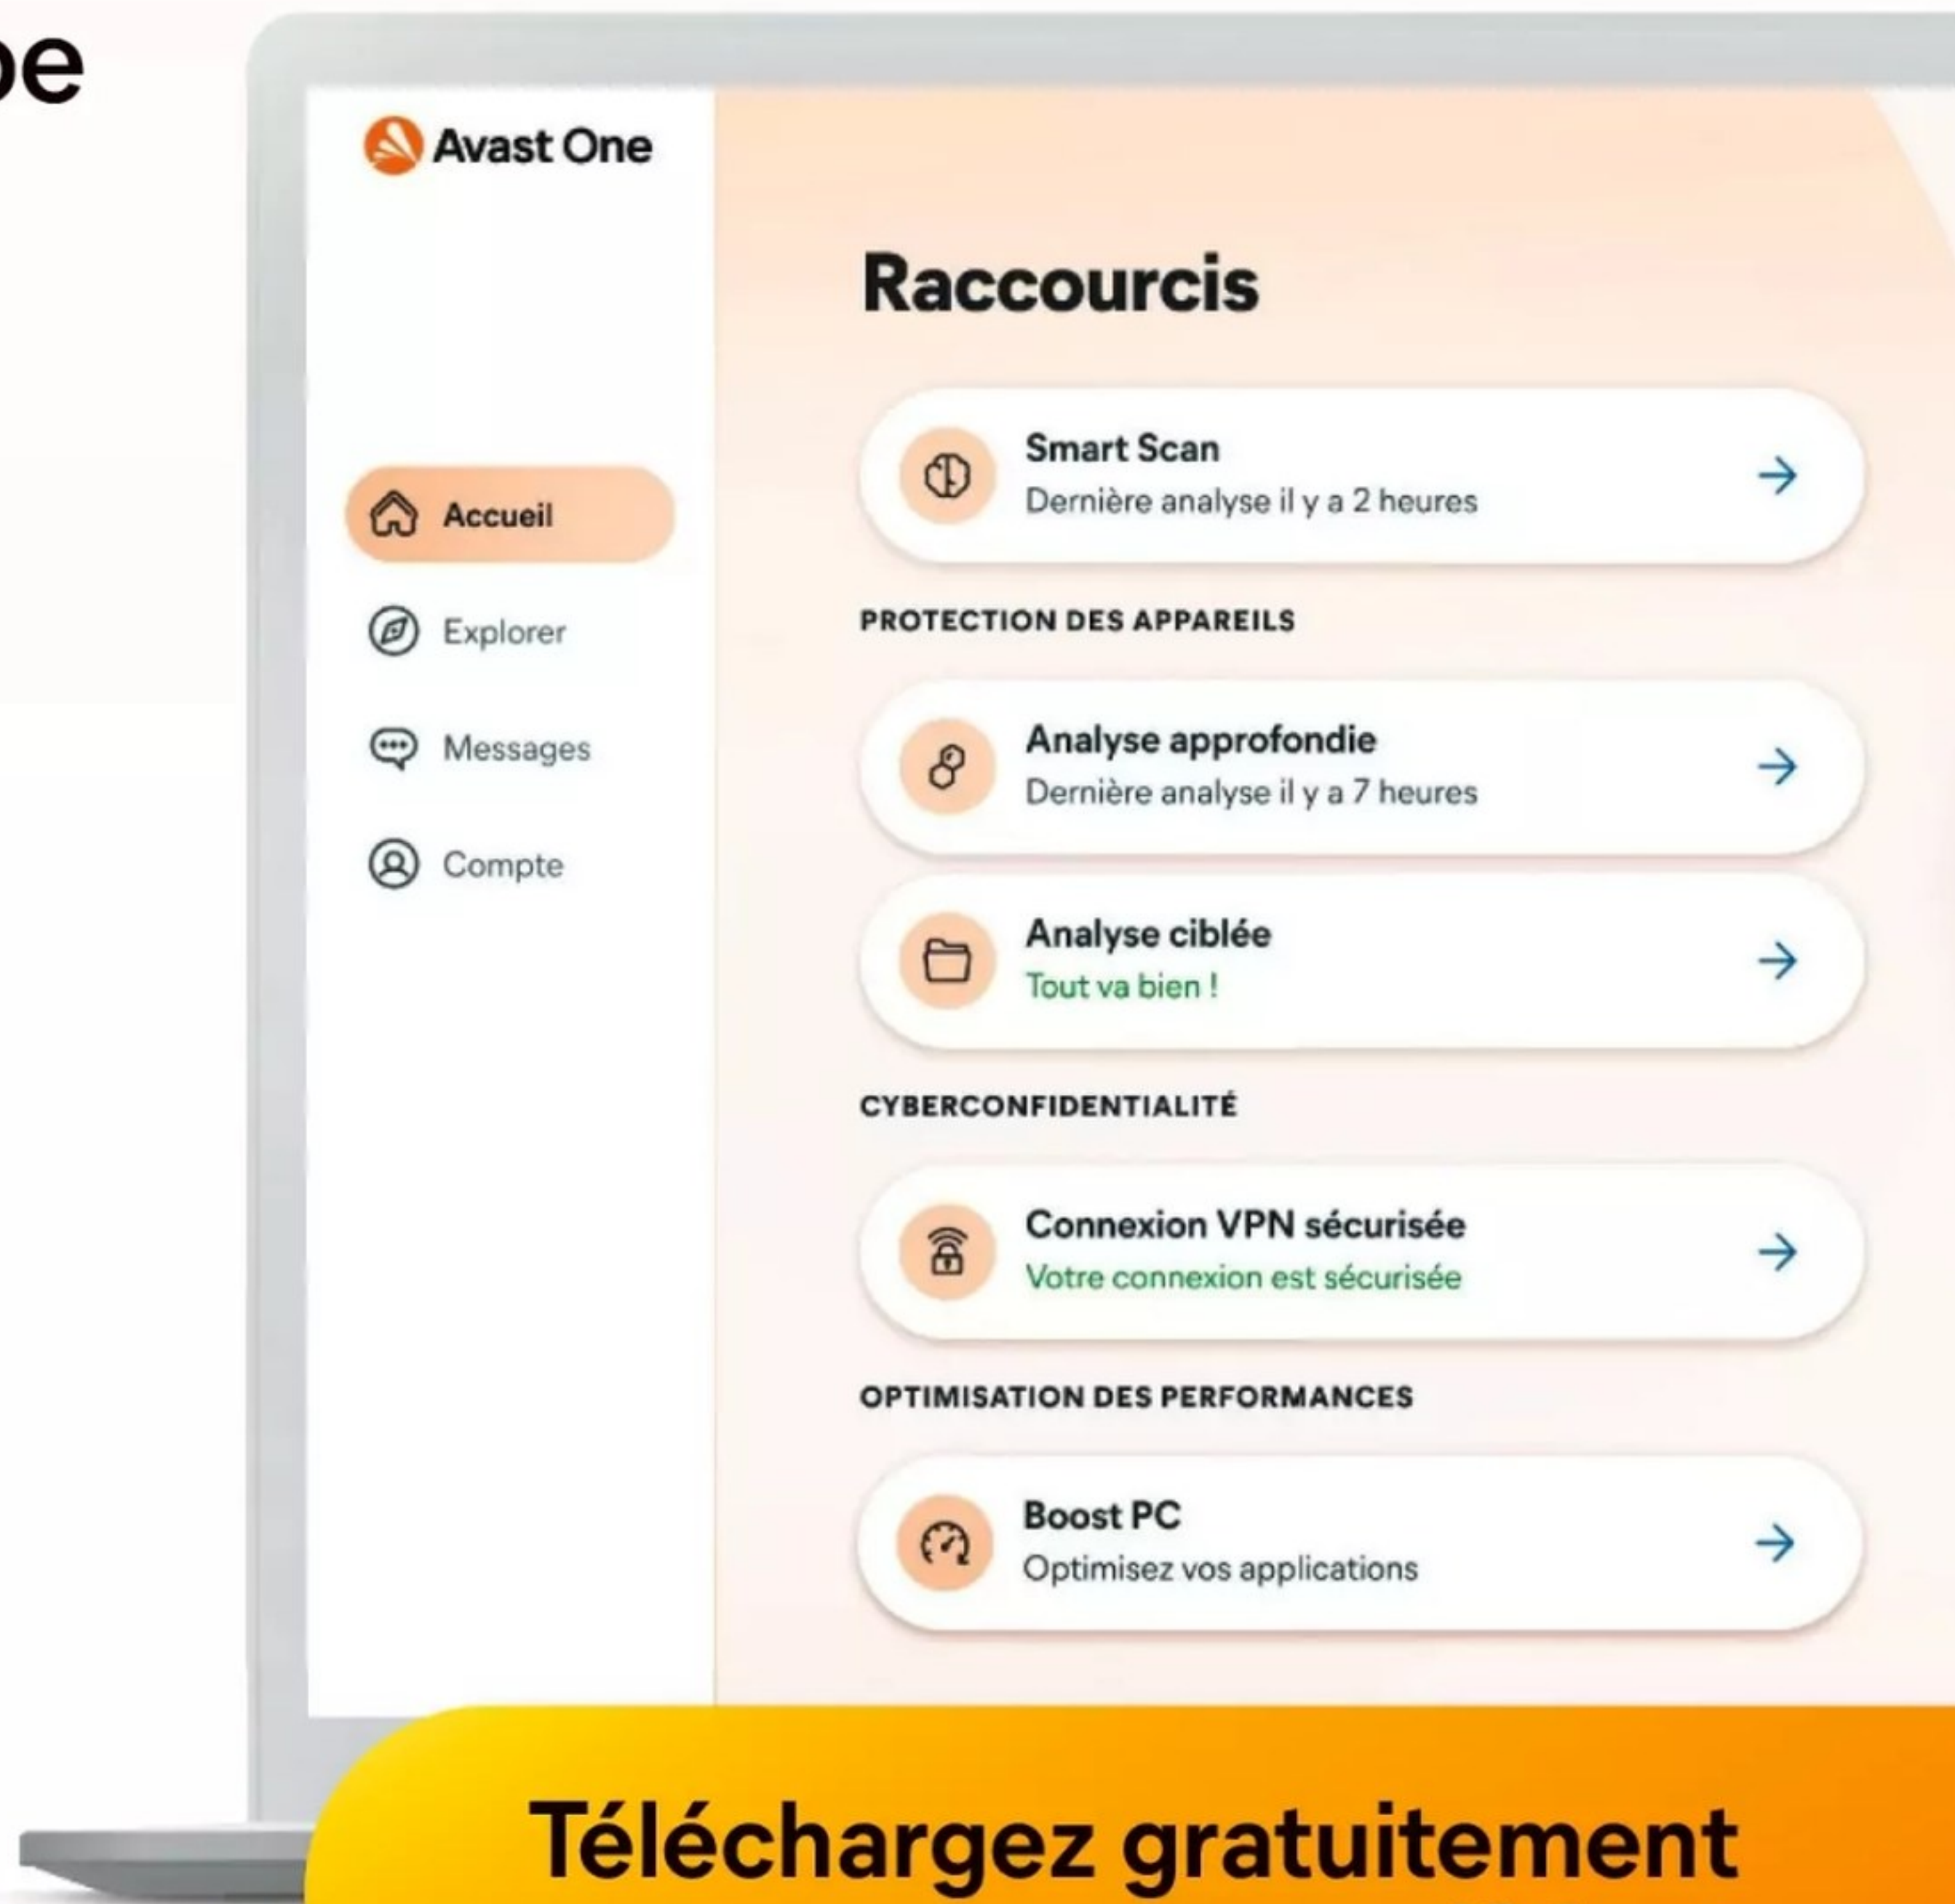 Avast One
Raccourcis
Smart Scan
Dernière analyse il y a 2 heures
Accueil
Explorer
Messages
Compte
PROTECTION DES APPAREILS
Analyse approfondie
Dernière analyse il y a 7 heures
Analyse ciblée
Tout va bien !
CYBERCONFIDENTIALITÉ
Connexion VPN sécurisée
Votre connexion est sécurisée
OPTIMISATION DES PERFORMANCES
Boost PC
Optimisez vos applications
Téléchargez gratuitement